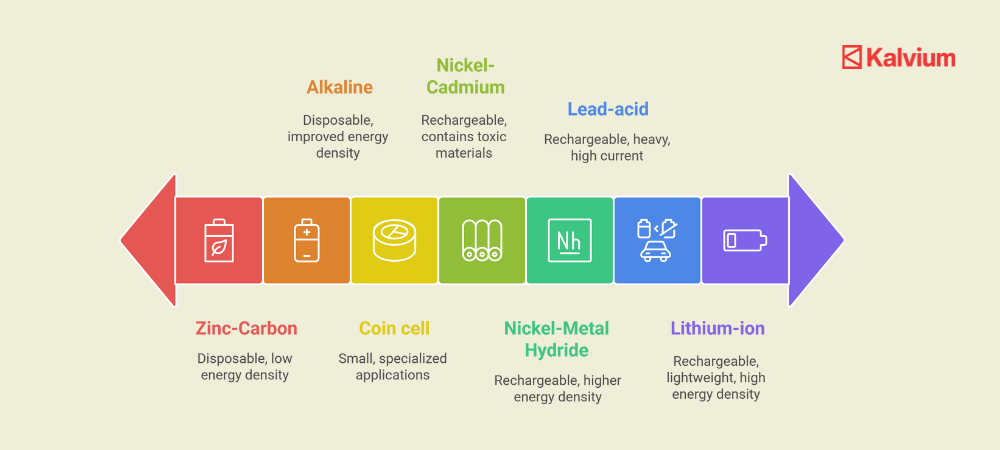 Kalvium
Alkaline
Disposable,
improved energy
density
Nickel-
Cadmium
Rechargeable,
contains toxic
materials
Lead-acid
Rechargeable, heavy,
high current
Nh
Zinc-Carbon
Disposable, low
energy density
Coin cell
Small, specialized
applications
Nickel-Metal
Hydride
Rechargeable, higher
energy density
Lithium-ion
Rechargeable,
lightweight, high
energy density